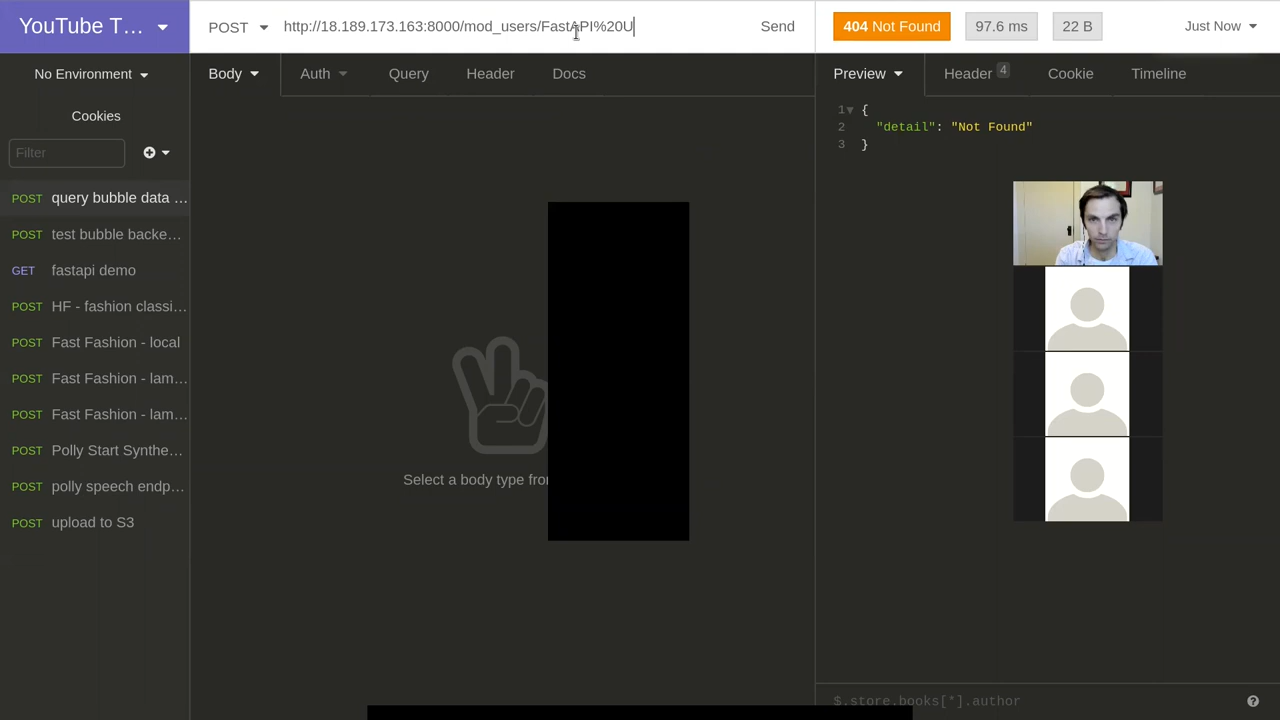 YouTube T...
POST
http://18.189.173.163:8000/mod_users/FastAPI%20U
Send
404 Not Found
97.6 ms
22 B
Just Now
No Environment
Body
Auth
Query
Header
Docs
Preview
Header 4
Cookie
Timeline
Cookies
Filter
1 {
2 "detail": "Not Found"
3 }
POST query bubble data ...
POST test bubble backe...
GET fastapi demo
POST HF - fashion classi...
POST Fast Fashion - local
POST Fast Fashion - lam...
POST Fast Fashion - lam...
POST Polly Start Synthe...
POST polly speech endp...
POST upload to S3
Select a body type fro
$.store.books[*].author